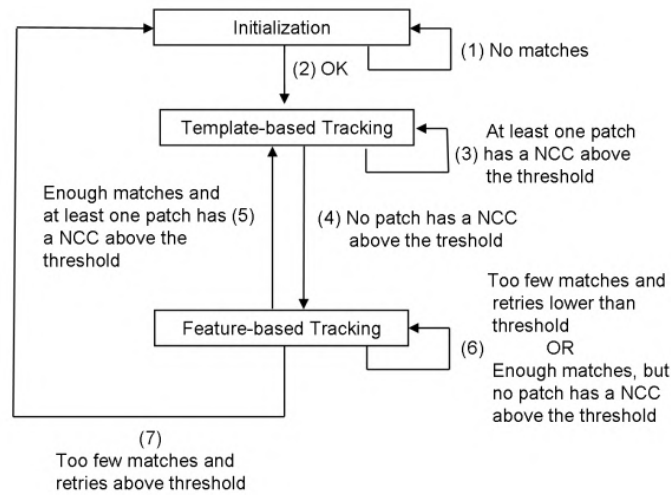 Initialization
(1) No matches
(2) OK
Template-based Tracking
At least one patch
(3) has a NCC above
the threshold
Enough matches and
at least one patch has (5)
a NCC above the
threshold
(4) No patch has a NCC
above the treshold
Feature-based Tracking
Too few matches and
retries lower than
threshold
(6) OR
Enough matches, but
no patch has a NCC
above the threshold
(7)
Too few matches and
retries above threshold